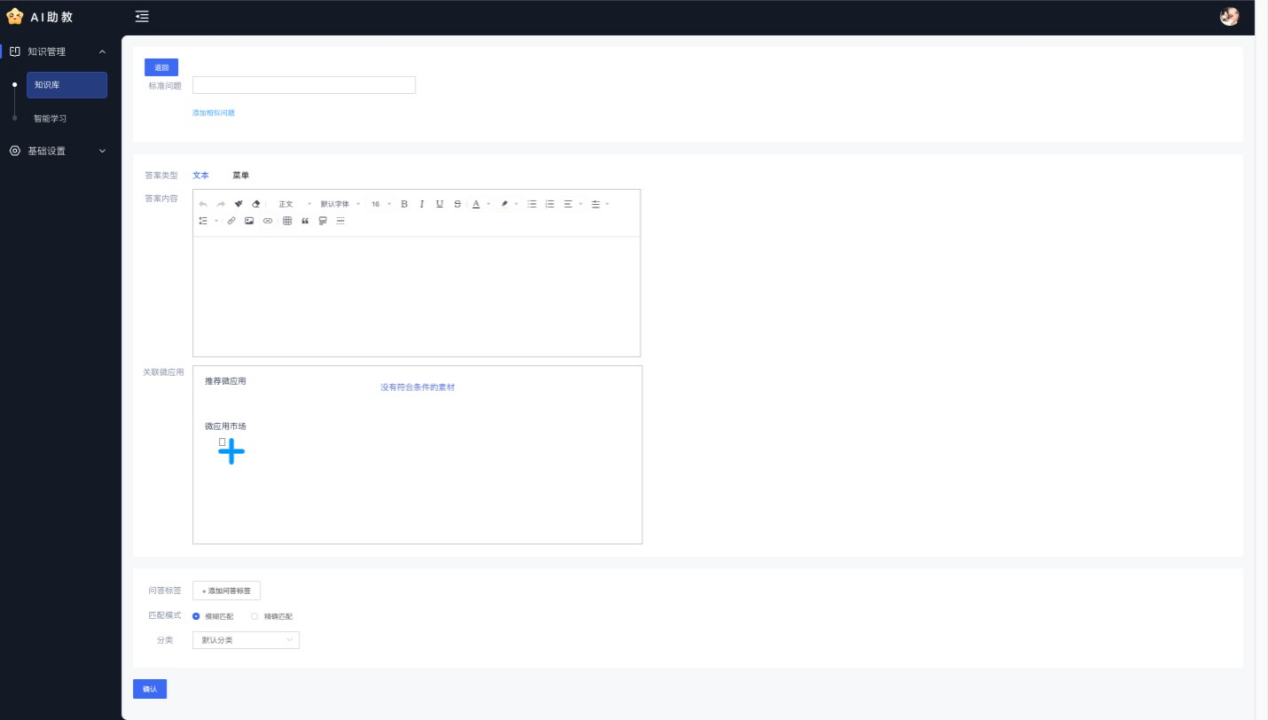 AI助教
知识管理
知识库
智能学习
基础设置
返回
标准问题
添加相似问题
答案类型 文本 菜单
答案内容
正文 默认字体 16 B I U S A
关联微应用
推荐微应用
没有符合条件的素材
微应用市场
问答标签 + 添加问答标签
匹配模式 模糊匹配 精确匹配
分类 默认分类
确认